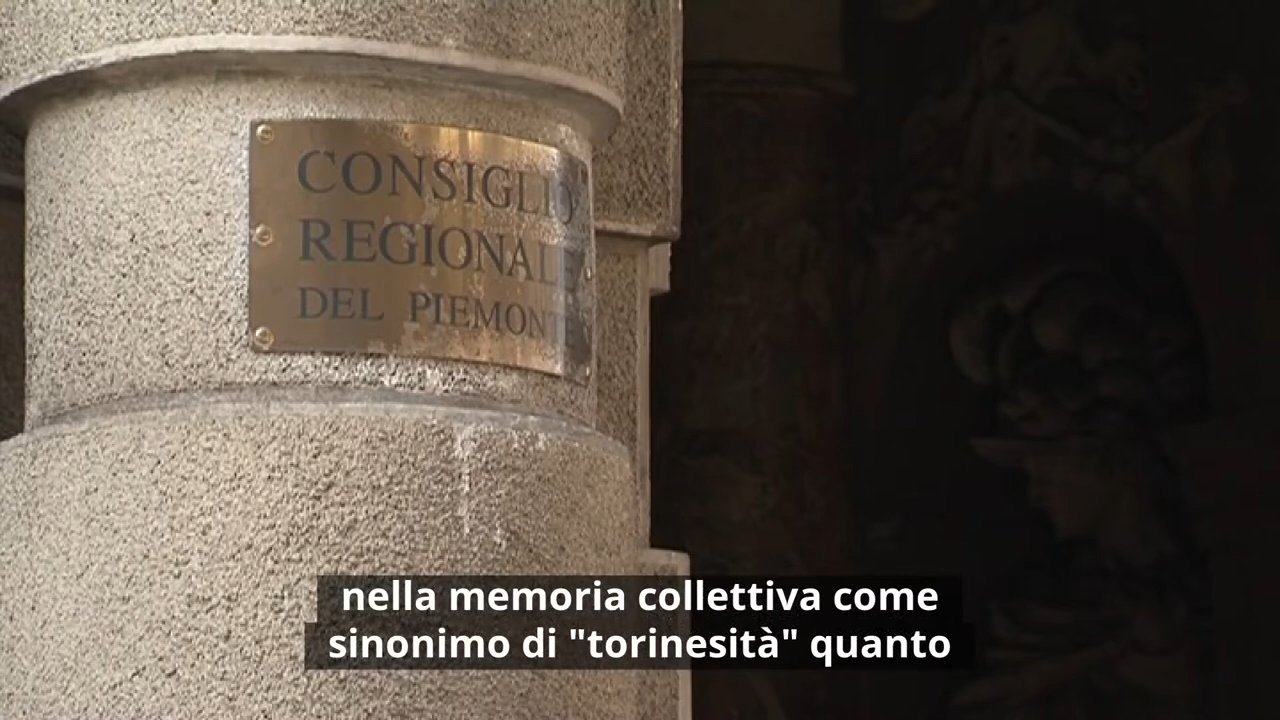 CONSIGLIO
REGIONALE
DEL PIEMONTE
nella memoria collettiva come
sinonimo di "torinesità" quanto